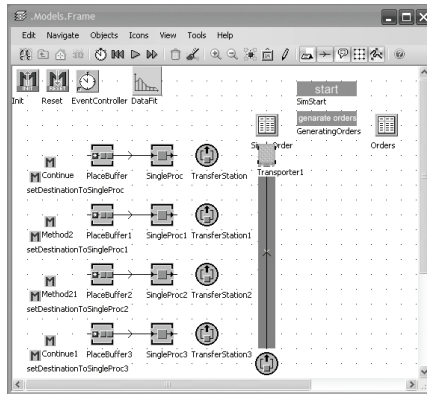 .Models.Frame
Edit Navigate Objects Icons View Tools Help
INIT
RESET
start
Init Reset EventController DataFit
SimStart
genarate orders
GeneratingOrders
Orders
Transporter1
M Continue PlaceBuffer SingleProc TransferStation
setDestinationToSingleProc
M Method2 PlaceBuffer1 SingleProc1 TransferStation1
setDestinationToSingleProc1
M Method21 PlaceBuffer2 SingleProc2 TransferStation2
setDestinationToSingleProc2
M Continue1 PlaceBuffer3 SingleProc3 TransferStation3
setDestinationToSingleProc3